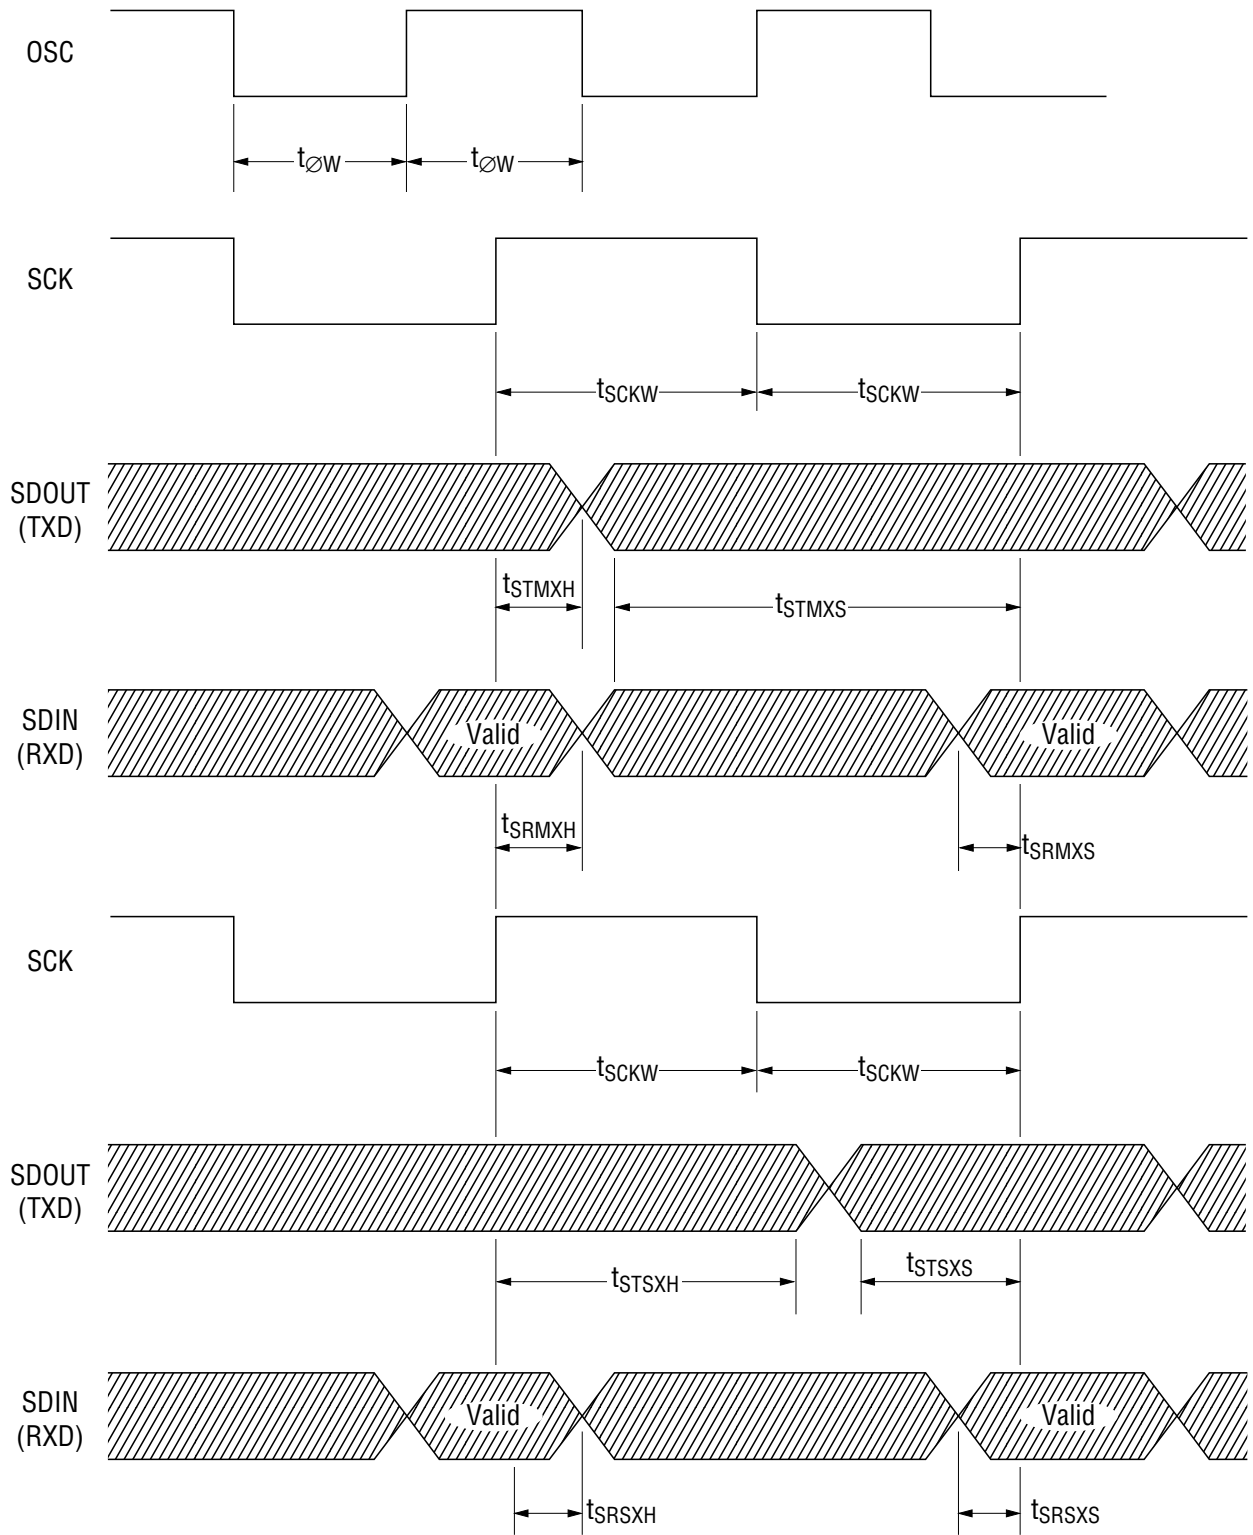 OSC
t∅W t∅W
SCK
tSCKW tSCKW
SDOUT
(TXD)
tSTMXH tSTMXS
SDIN
(RXD)
Valid Valid
tSRMXH tSRMXS
SCK
tSCKW tSCKW
SDOUT
(TXD)
tSTSXH tSTSXS
SDIN
(RXD)
Valid Valid
tSRSXH tSRSXS